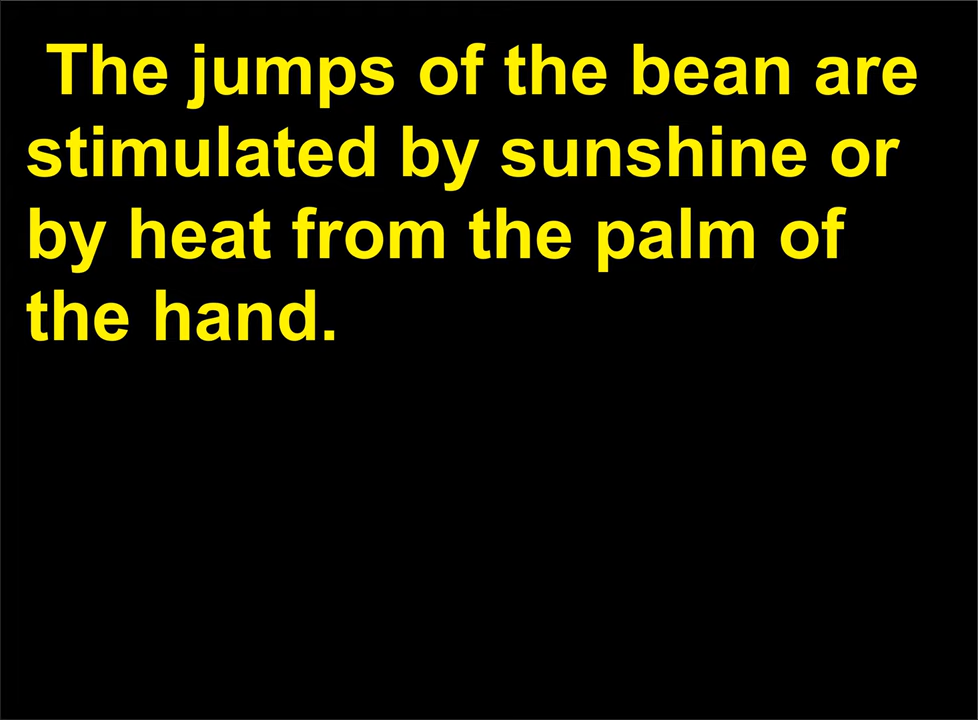 The jumps of the bean are
stimulated by sunshine or
by heat from the palm of
the hand.